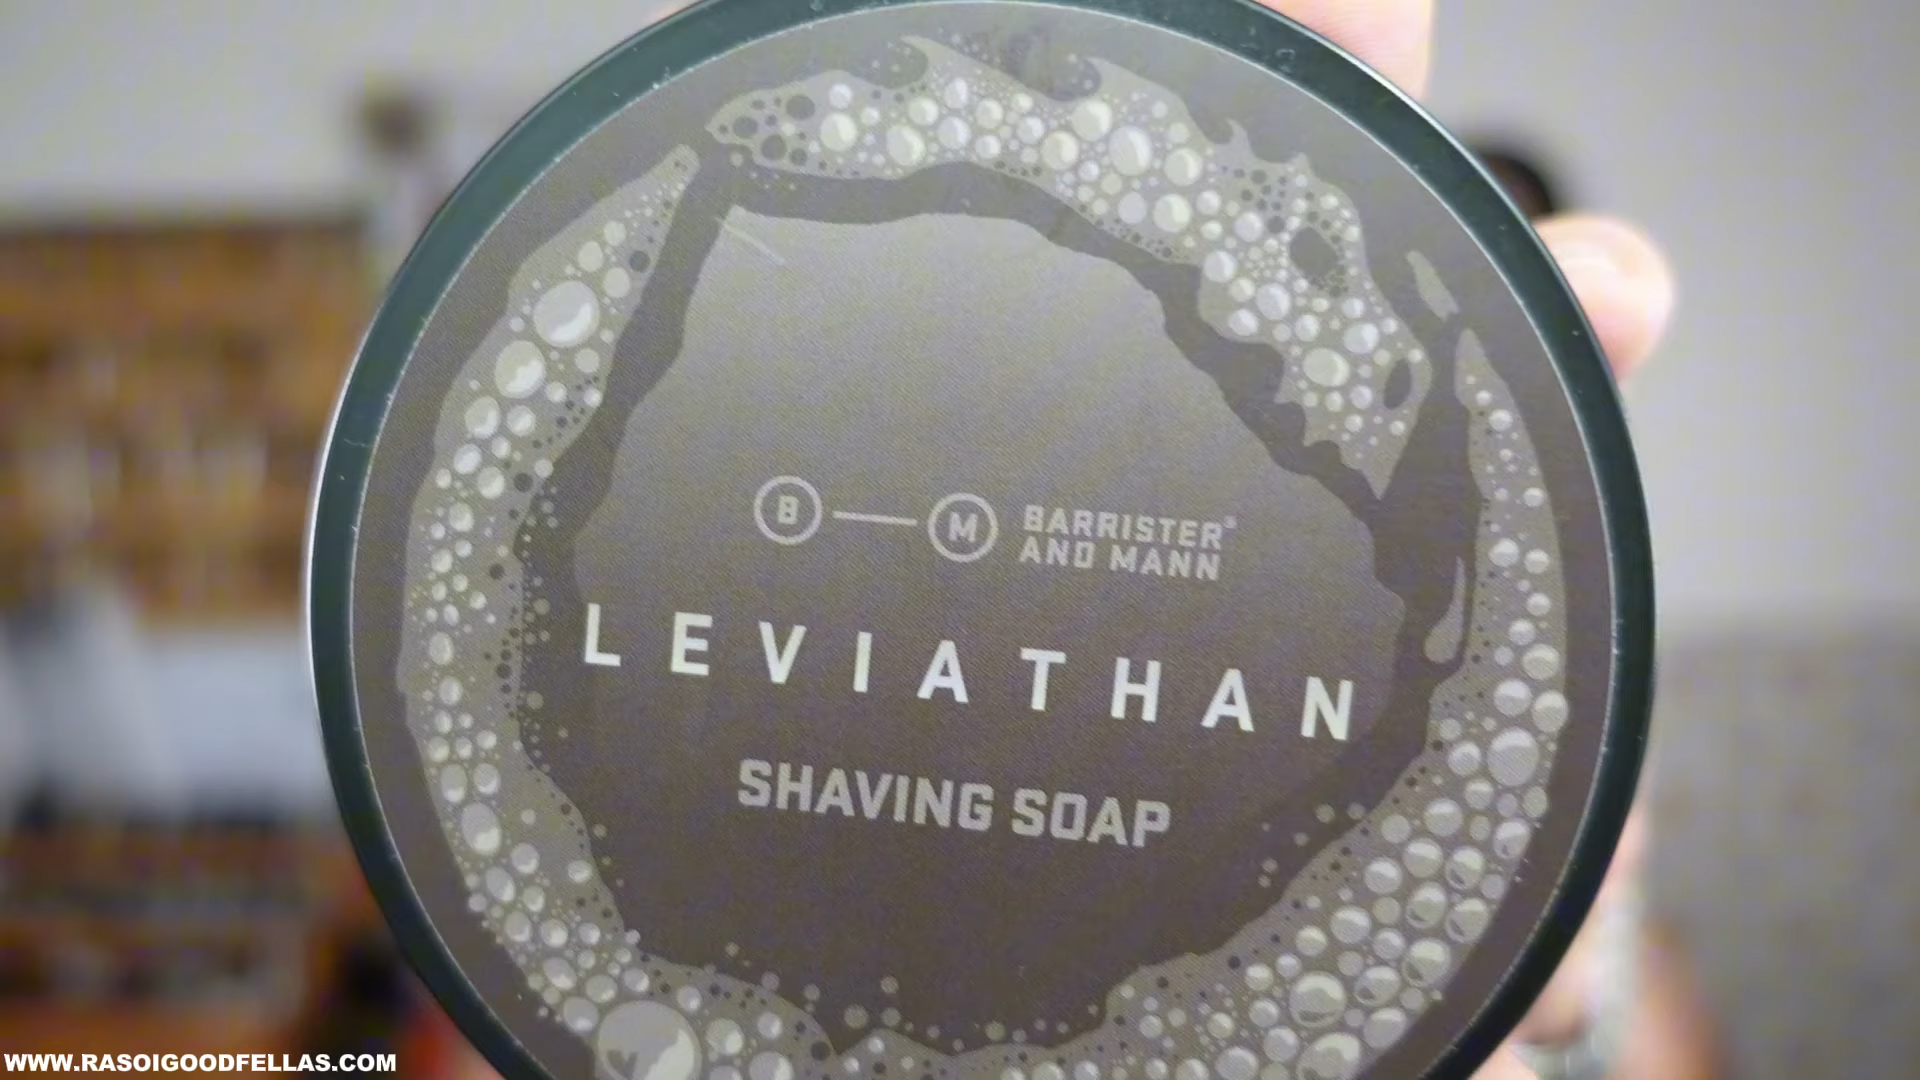 B M BARRISTER®
AND MANN
LEVIATHAN
SHAVING SOAP
WWW.RASOIGOODFELLAS.COM